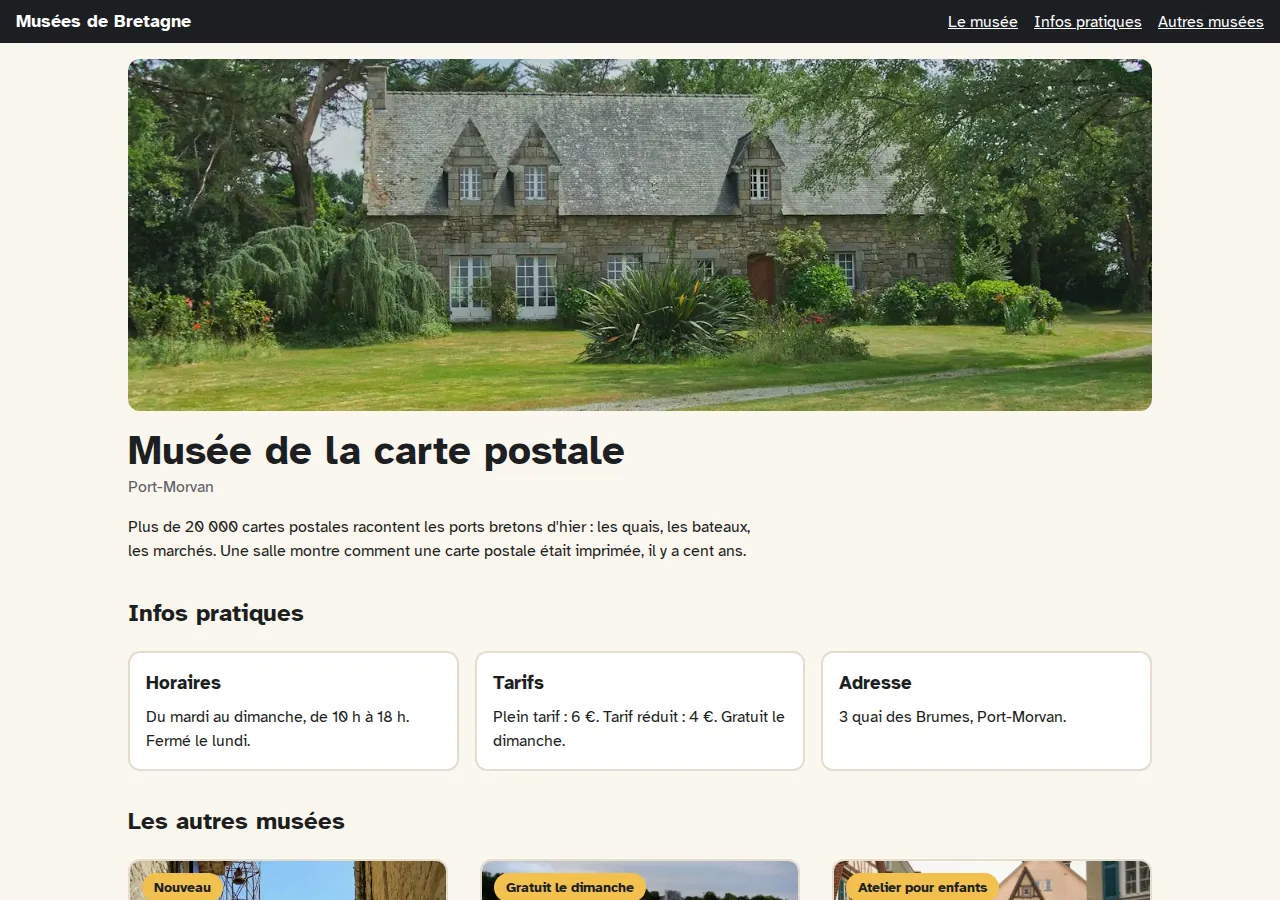 Musées de Bretagne
Le musée Infos pratiques Autres musées
Musée de la carte postale
Port-Morvan
Plus de 20 000 cartes postales racontent les ports bretons d'hier : les quais, les bateaux,
les marchés. Une salle montre comment une carte postale était imprimée, il y a cent ans.
Infos pratiques
Horaires
Du mardi au dimanche, de 10 h à 18 h.
Fermé le lundi.
Tarifs
Plein tarif : 6 €. Tarif réduit : 4 €. Gratuit le
dimanche.
Adresse
3 quai des Brumes, Port-Morvan.
Les autres musées
Nouveau
Gratuit le dimanche
Atelier pour enfants